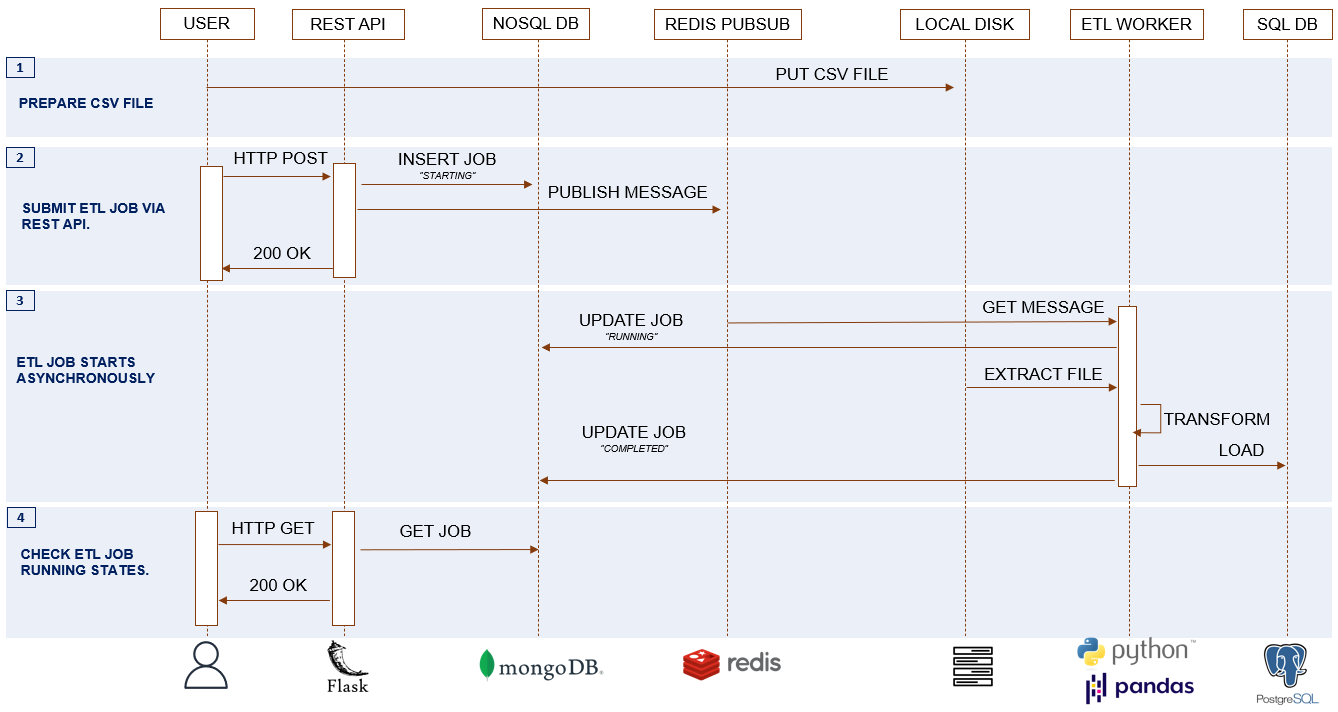 USER
REST API
NOSQL DB
REDIS PUBSUB
LOCAL DISK
ETL WORKER
SQL DB
1
PREPARE CSV FILE
PUT CSV FILE
2
SUBMIT ETL JOB VIA
REST API.
HTTP POST
INSERT JOB
"STARTING"
PUBLISH MESSAGE
200 OK
3
ETL JOB STARTS
ASYNCHRONOUSLY
GET MESSAGE
UPDATE JOB
"RUNNING"
EXTRACT FILE
TRANSFORM
UPDATE JOB
"COMPLETED"
LOAD
4
CHECK ETL JOB
RUNNING STATES.
HTTP GET
GET JOB
200 OK
Flask
mongoDB®
redis
python™
pandas
PostgreSQL